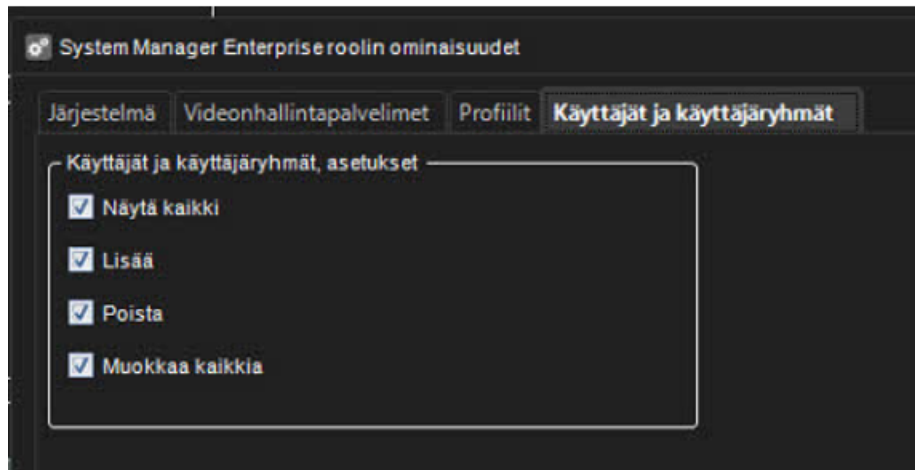 System Manager Enterprise roolin ominaisuudet
Järjestelmä Videonhallintapalvelimet Profiilit Käyttäjät ja käyttäjäryhmät
Käyttäjät ja käyttäjäryhmät, asetukset
Näytä kaikki
Lisää
Poista
Muokkaa kaikkia